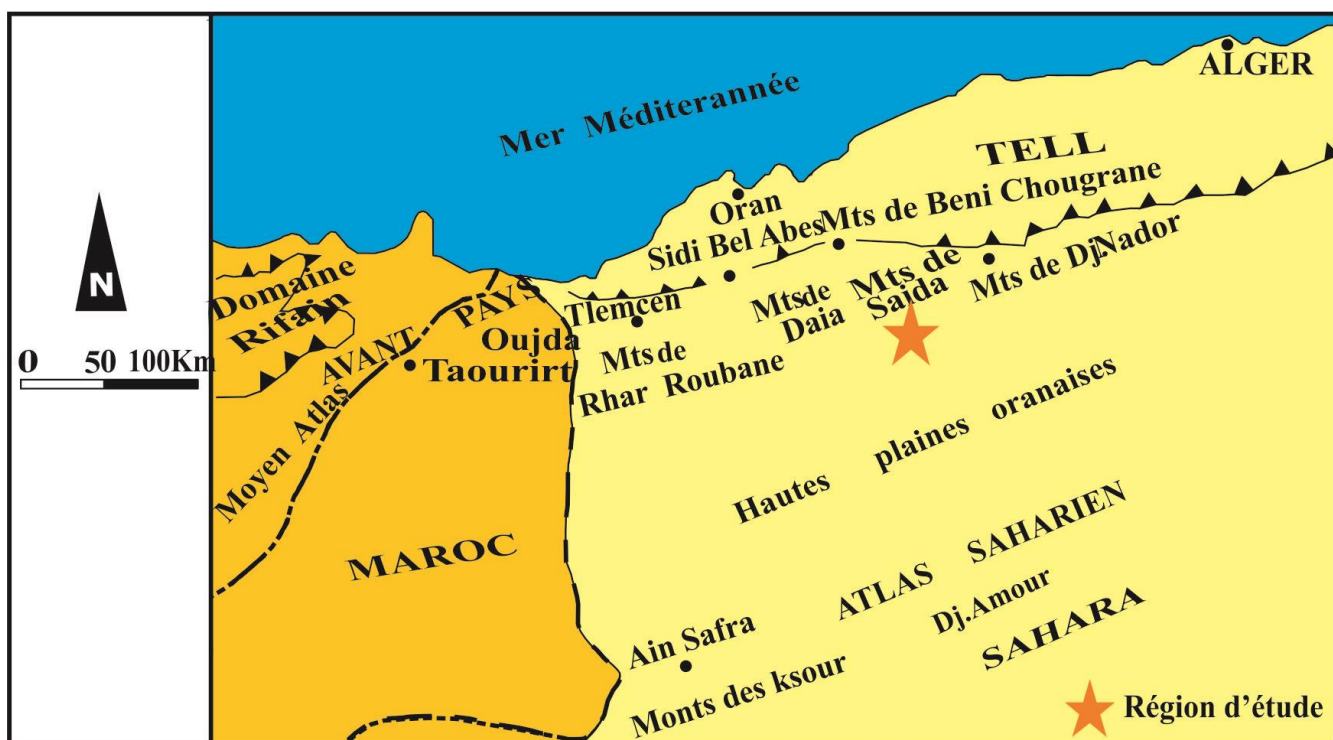 ALGER
Mer Méditerannée
TELL
Oran
Mts de Beni Chougrane
Sidi Bel Abes
Mts de Dj.Nador
Mts de
Saida
Mts de
Daia
Tlemcen
Domaine
Rifain
PAYS
AVANT
Oujda
Taourirt
Mts de
Rhar Roubane
N
0 50 100Km
Moyen Atlas
Hautes plaines oranaises
MAROC
ATLAS SAHARIEN
Dj.Amour
SAHARA
Ain Safra
Monts des ksour
Région d'étude